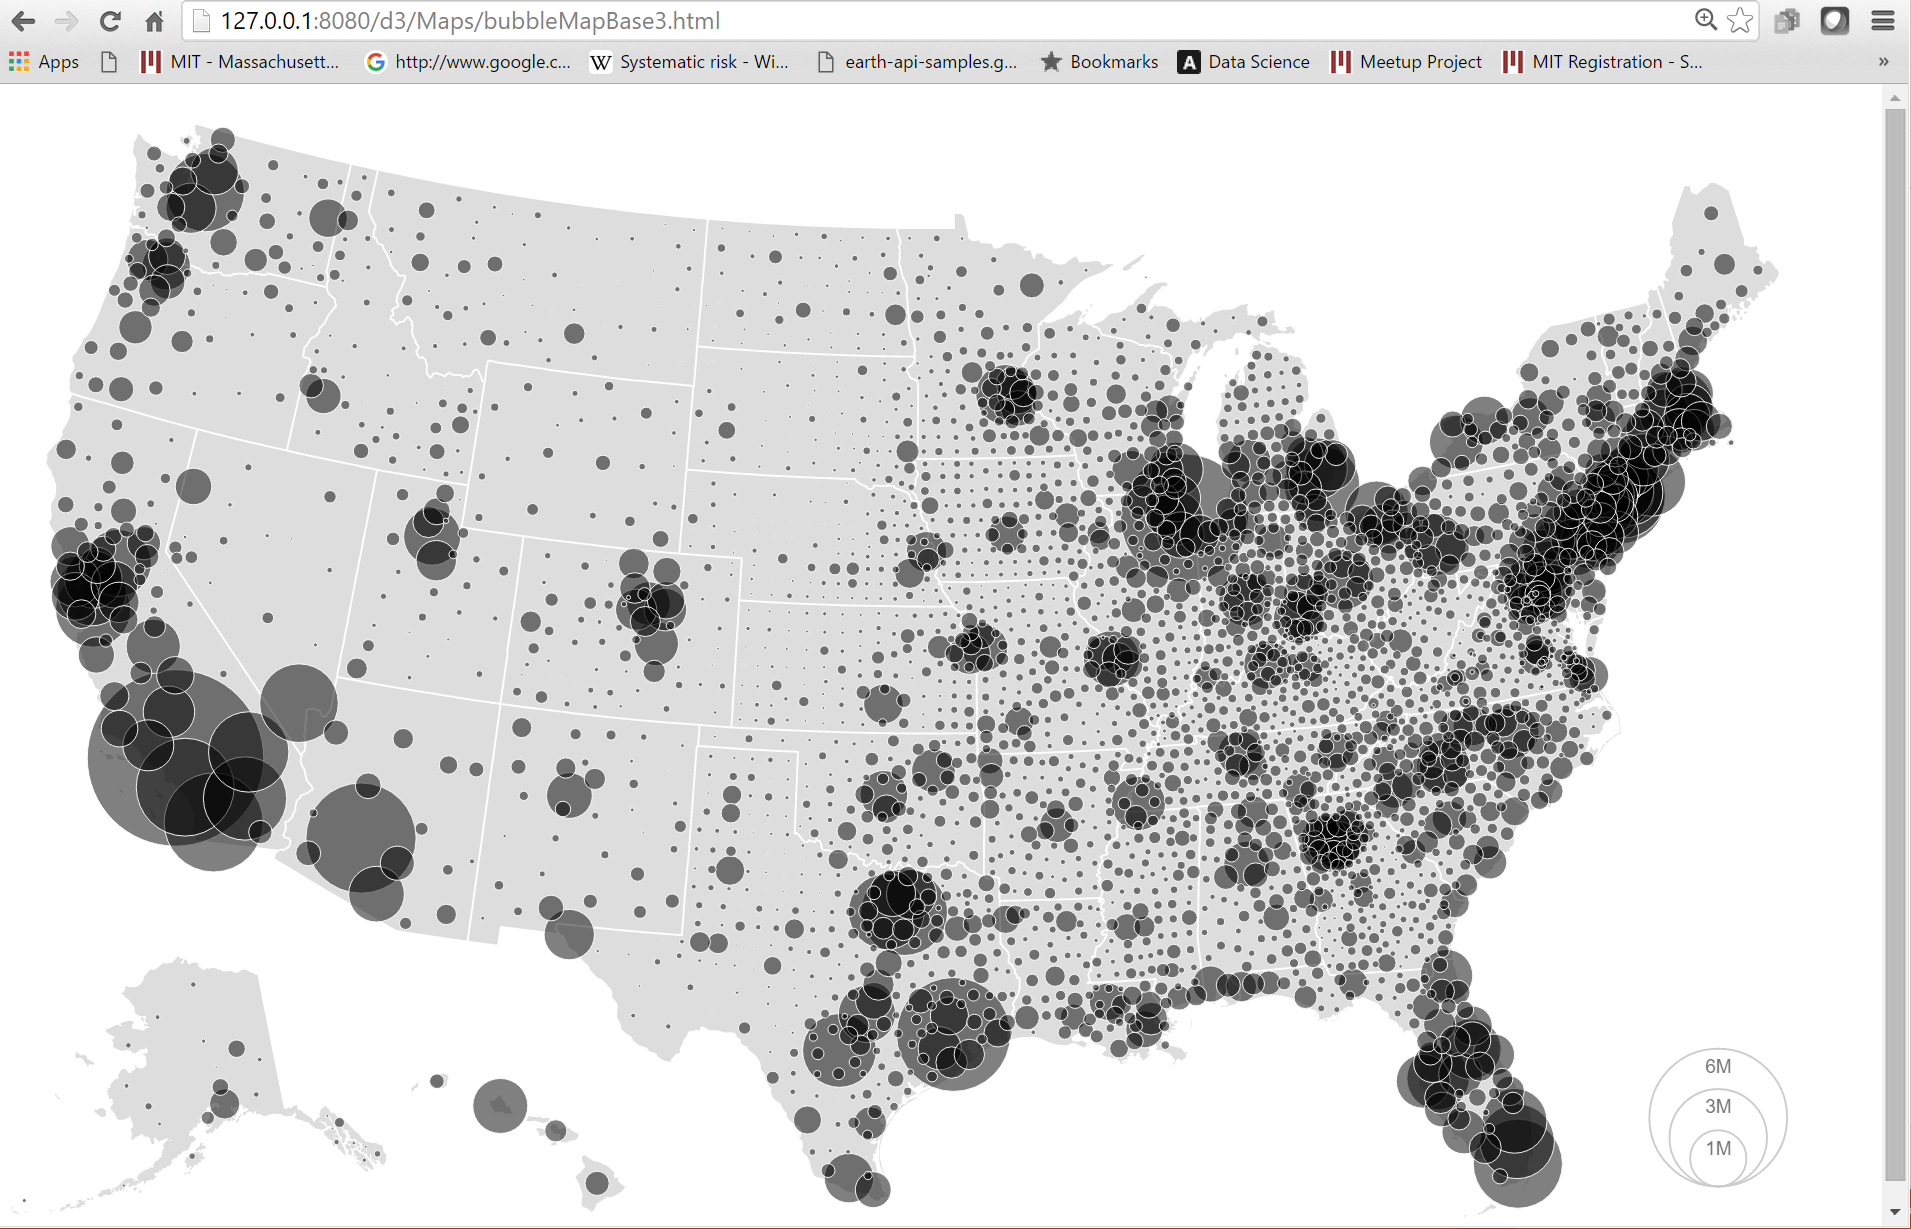 127.0.0.1:8080/d3/Maps/bubbleMapBase3.html
Apps MIT - Massachusett... http://www.google.c... W Systematic risk - Wi... earth-api-samples.g... Bookmarks A Data Science Meetup Project MIT Registration - S... »
6M
3M
1M